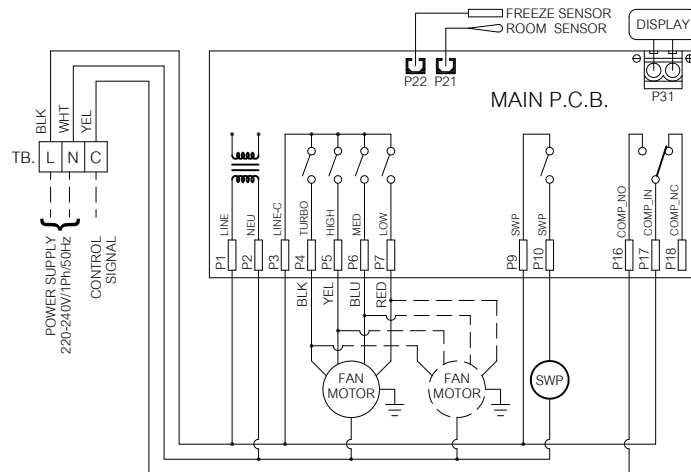 FREEZE SENSOR
ROOM SENSOR
DISPLAY
P22
P21
P31
MAIN P.C.B.
BLK
WHT
YEL
TB.
L
N
C
POWER SUPPLY
220-240V/1Ph/50Hz
CONTROL
SIGNAL
LINE
NEU
LINE-C
TURBO
HIGH
MED
LOW
SWP
SWP
COMP_NO
COMP_IN
COMP_NC
P1
P2
P3
P4
P5
P6
P7
P9
P10
P16
P17
P18
BLK
YEL
BLU
RED
FAN
MOTOR
FAN
MOTOR
SWP